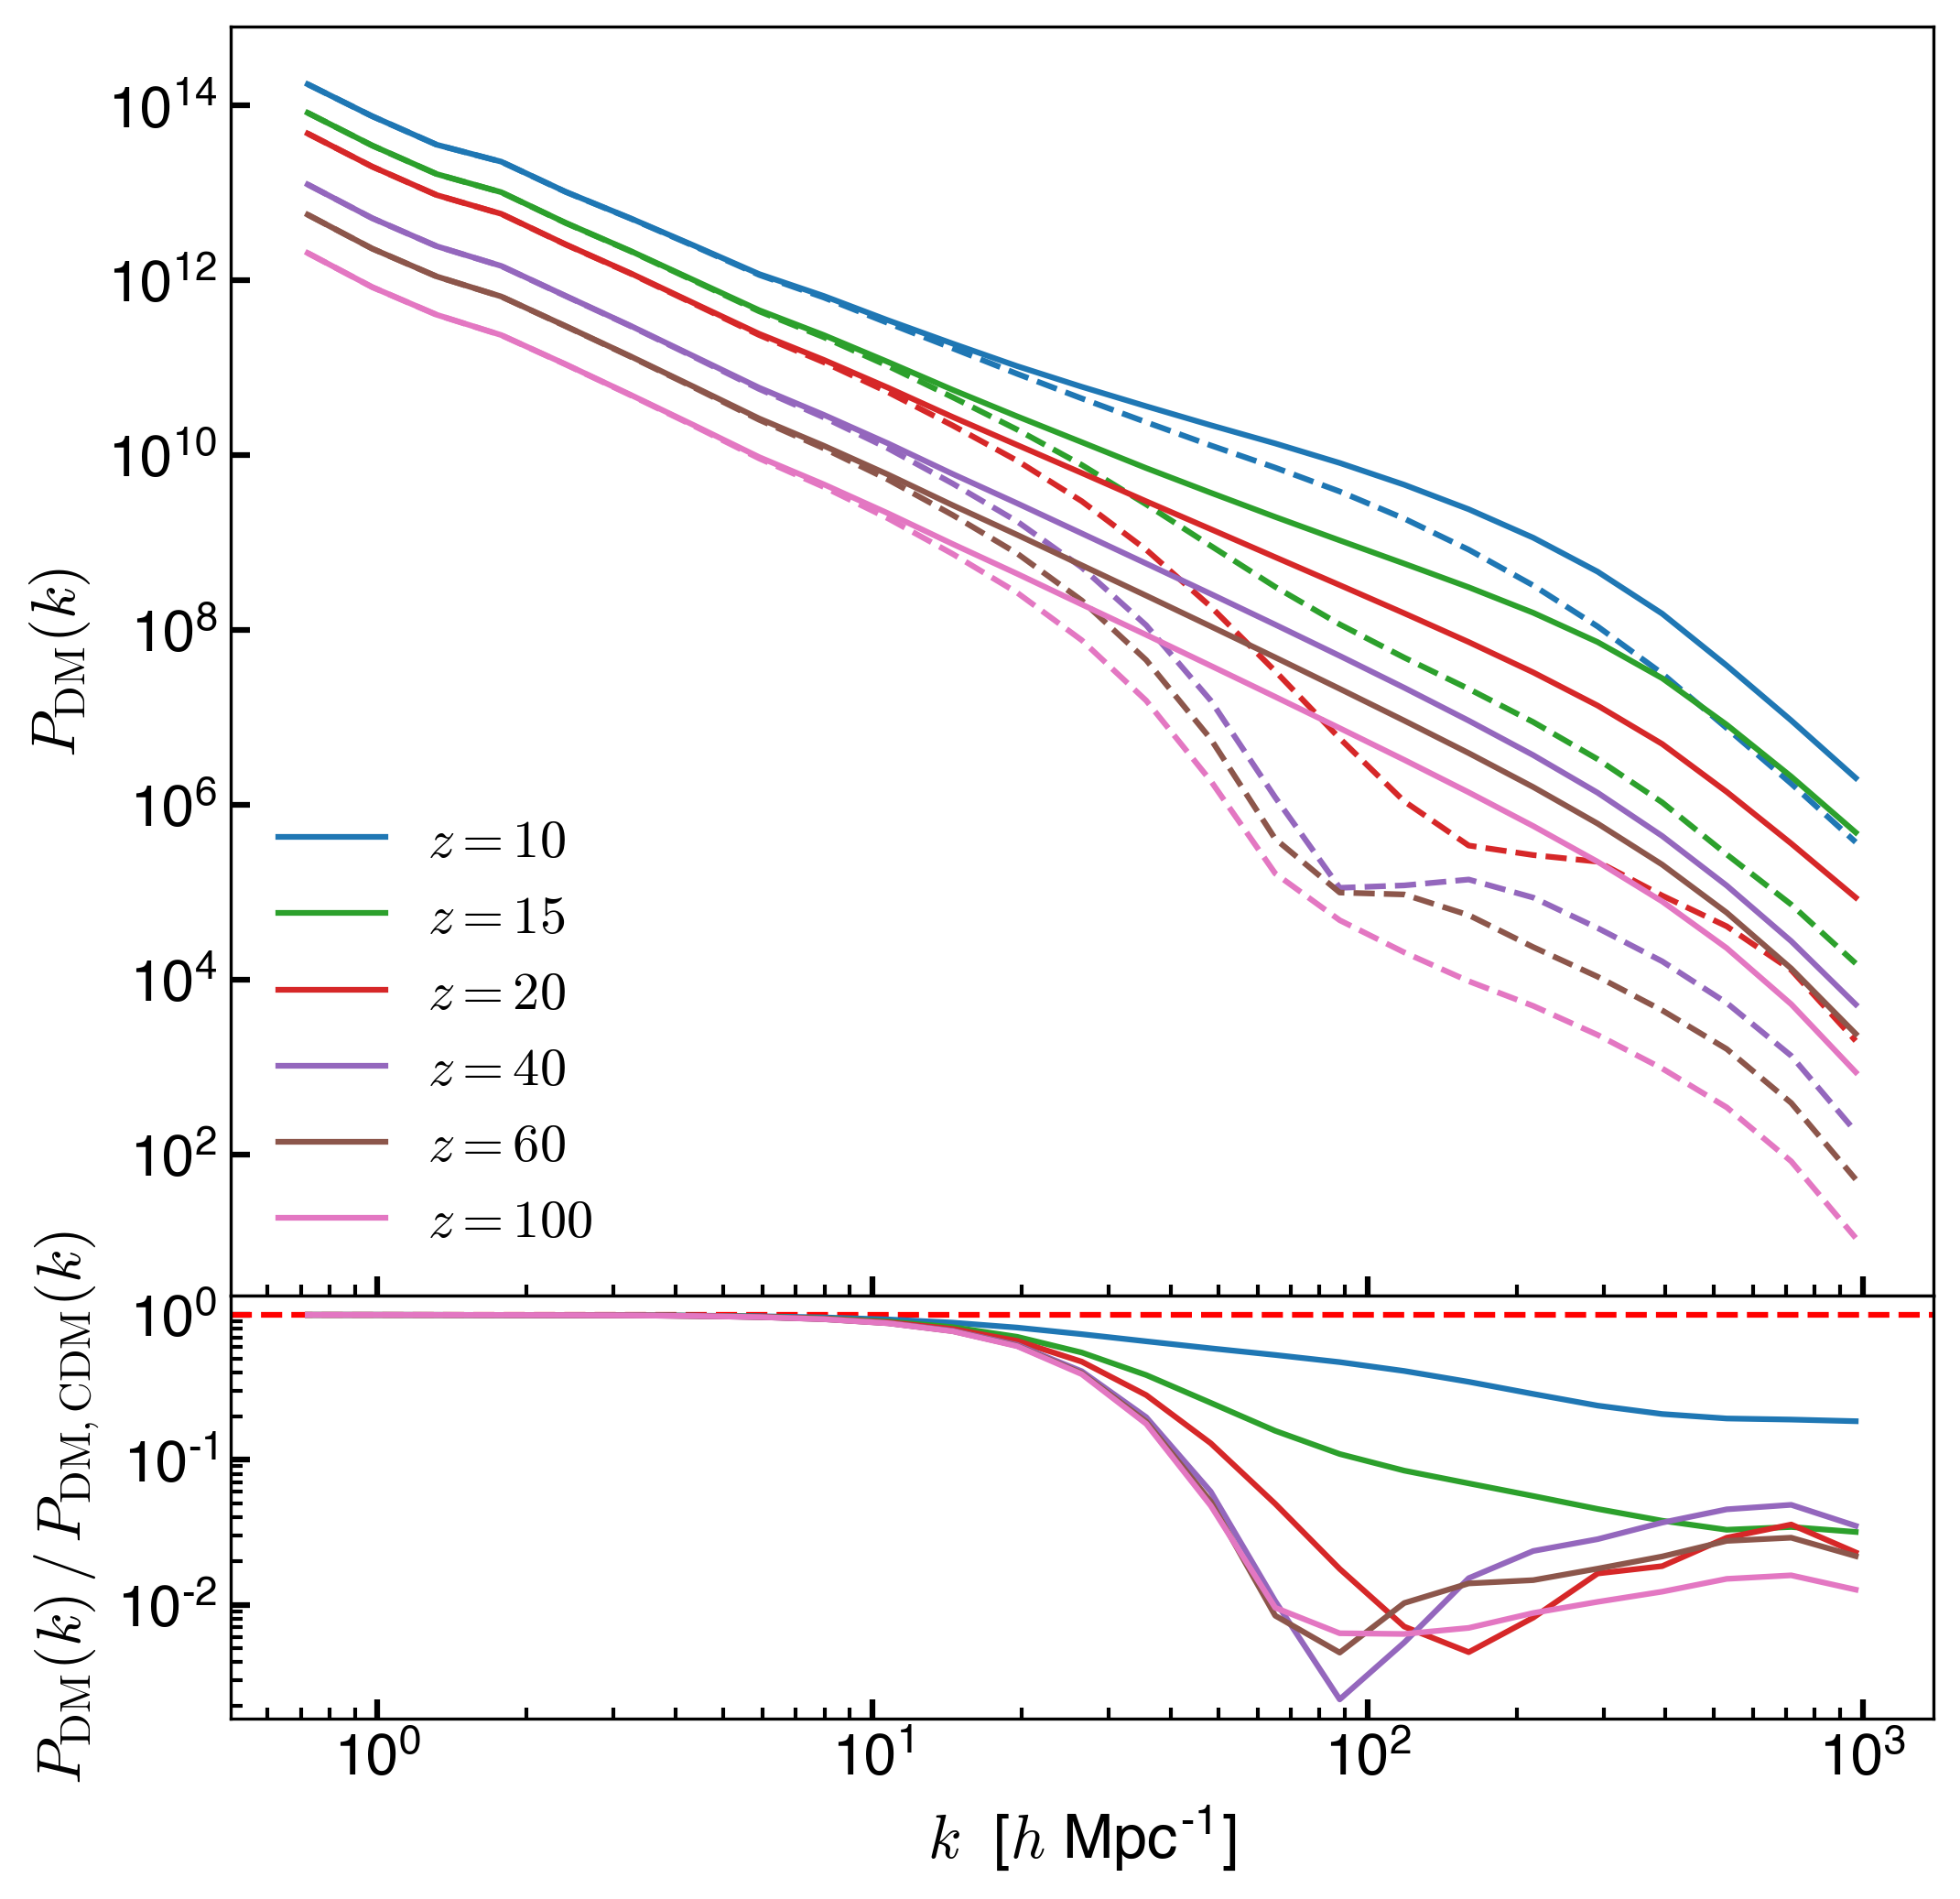 10^14
10^12
10^10
10^8
10^6
10^4
10^2
P_DM(k)
z = 10
z = 15
z = 20
z = 40
z = 60
z = 100
10^0
10^-1
10^-2
P_DM(k) / P_DM, CDM(k)
10^0 10^1 10^2 10^3
k [h Mpc^-1]